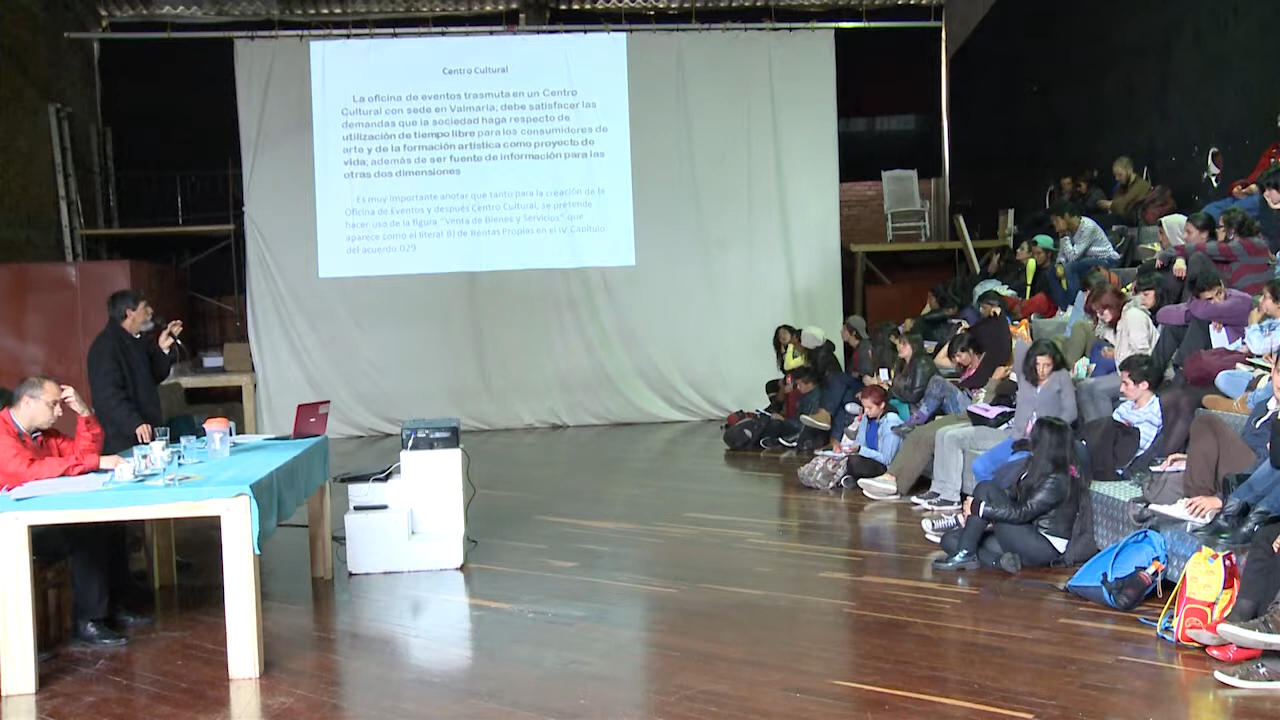 Centro Cultural
La oficina de eventos trasmuta en un Centro
Cultural con sede en Valmaria; debe satisfacer las
demandas que la sociedad haga respecto de
utilización de tiempo libre para los consumidores de
arte y de la formación artística como proyecto de
vida; además de ser fuente de información para las
otras dos dimensiones
Es muy importante anotar que tanto para la creación de la
Oficina de Eventos y después Centro Cultural, se pretende
hacer uso de la figura "Venta de Bienes y Servicios" que
aparece como el literal B) de Rentas Propias en el IV Capítulo
del acuerdo 029